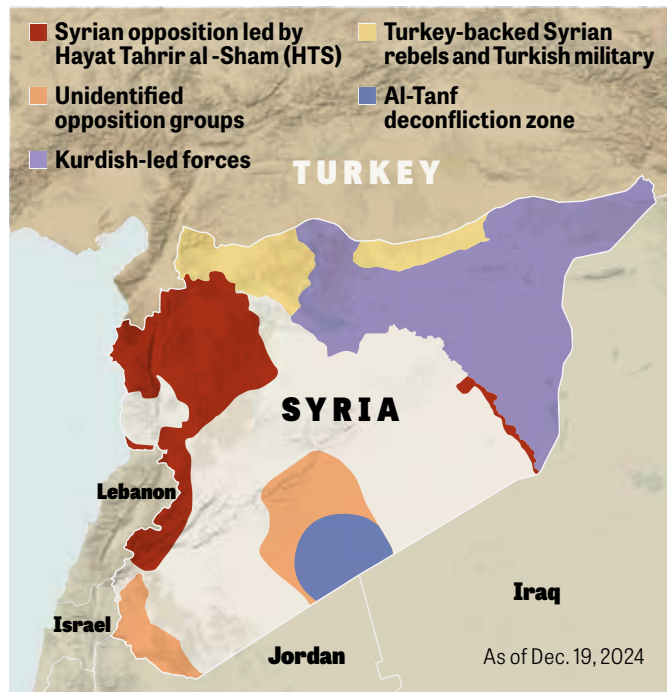 Syrian opposition led by
Hayat Tahrir al -Sham (HTS)
Unidentified
opposition groups
Kurdish-led forces
Turkey-backed Syrian
rebels and Turkish military
Al-Tanf
deconfliction zone
TURKEY
SYRIA
Lebanon
Iraq
Israel
Jordan
As of Dec. 19, 2024